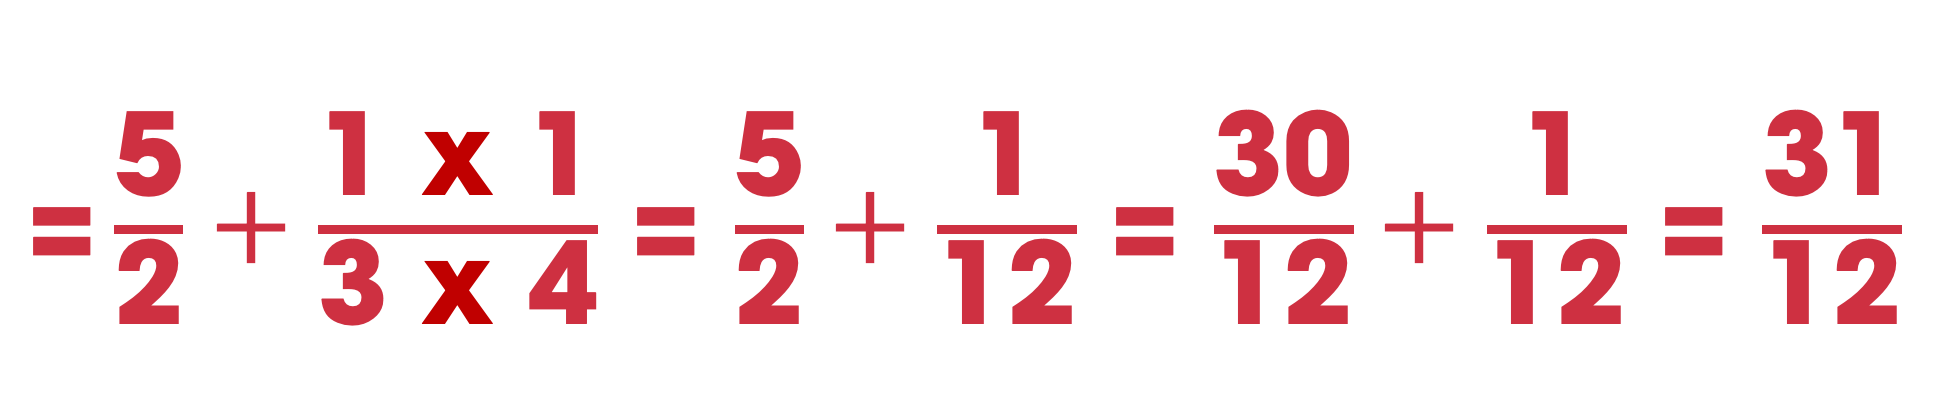 = 5/2 + 1 x 1/3 x 4 = 5/2 + 1/12 = 30/12 + 1/12 = 31/12